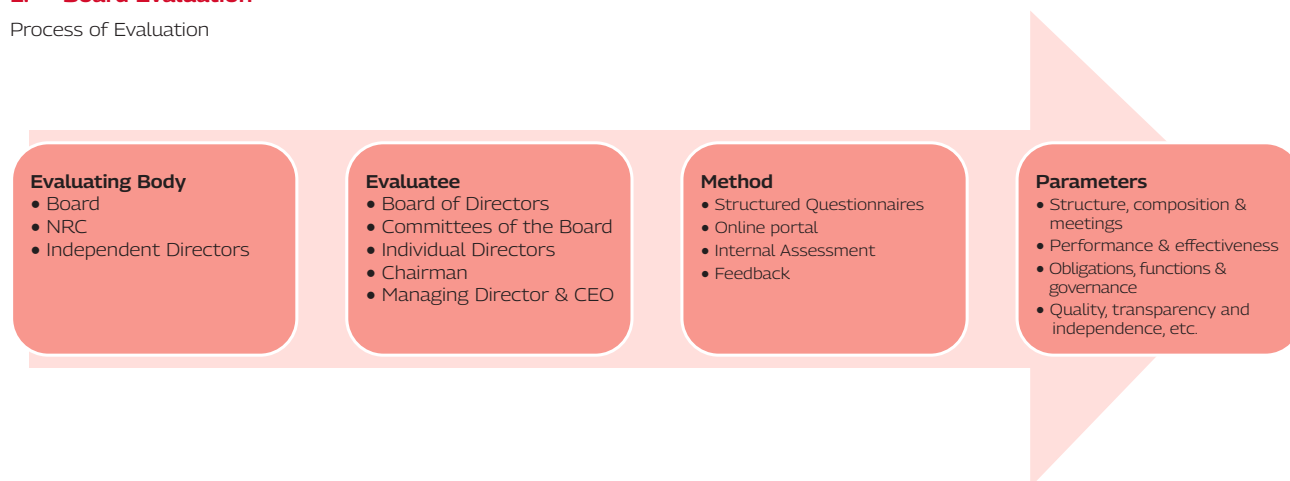 Board Evaluation
Process of Evaluation
Evaluating Body
• Board
• NRC
• Independent Directors
Evaluatee
• Board of Directors
• Committees of the Board
• Individual Directors
• Chairman
• Managing Director & CEO
Method
• Structured Questionnaires
• Online portal
• Internal Assessment
• Feedback
Parameters
• Structure, composition &
meetings
• Performance & effectiveness
• Obligations, functions &
governance
• Quality, transparency and
independence, etc.